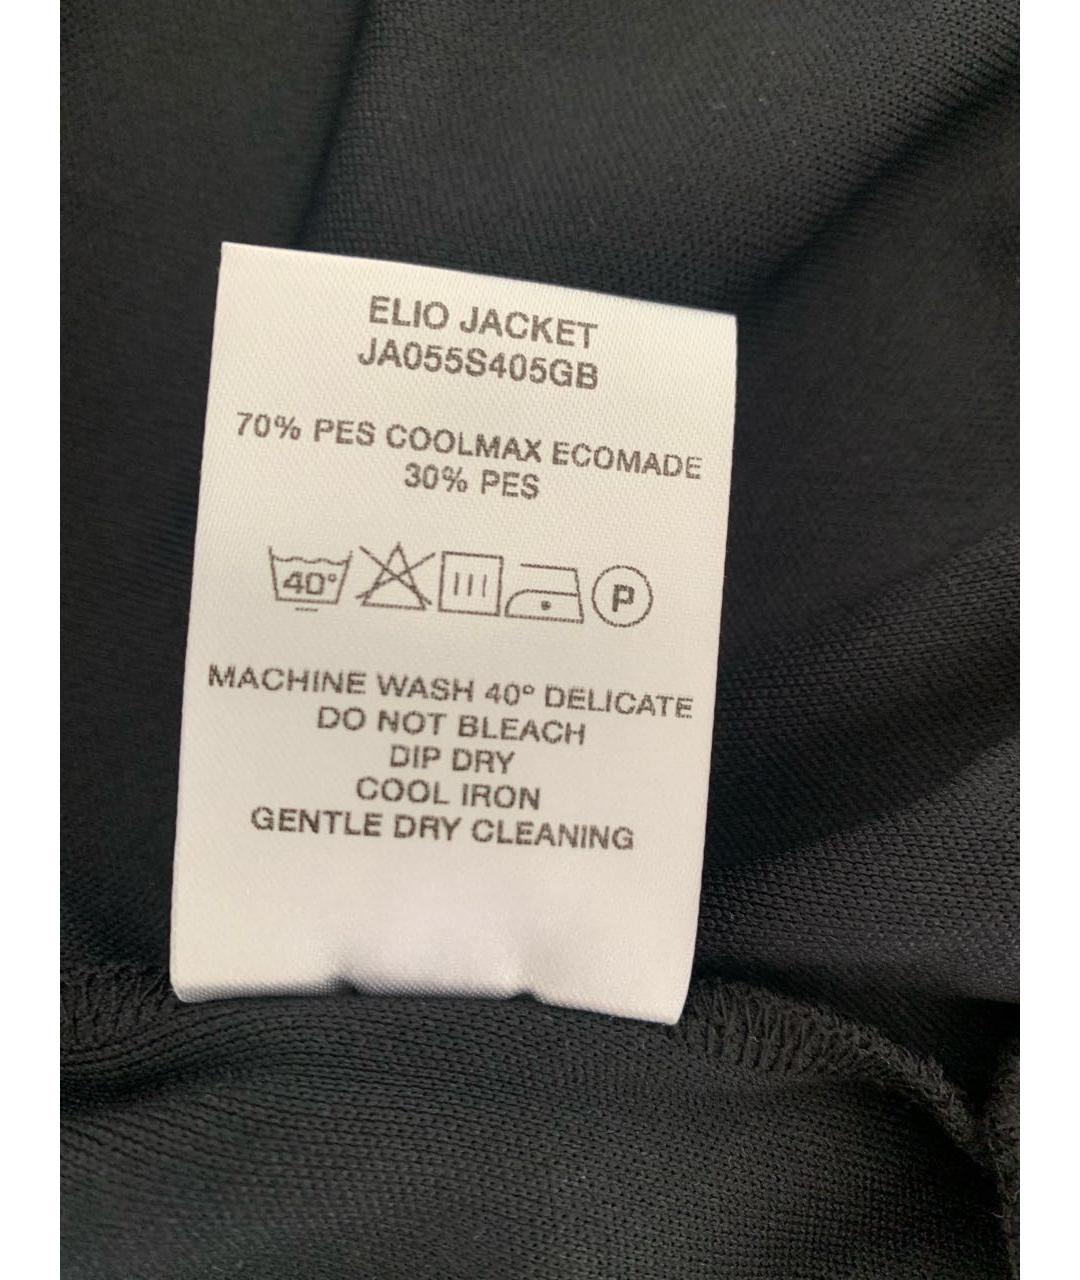 ELIO JACKET
JA055S405GB
70% PES COOLMAX ECOMADE
30% PES
40° P
MACHINE WASH 40° DELICATE
DO NOT BLEACH
DIP DRY
COOL IRON
GENTLE DRY CLEANING